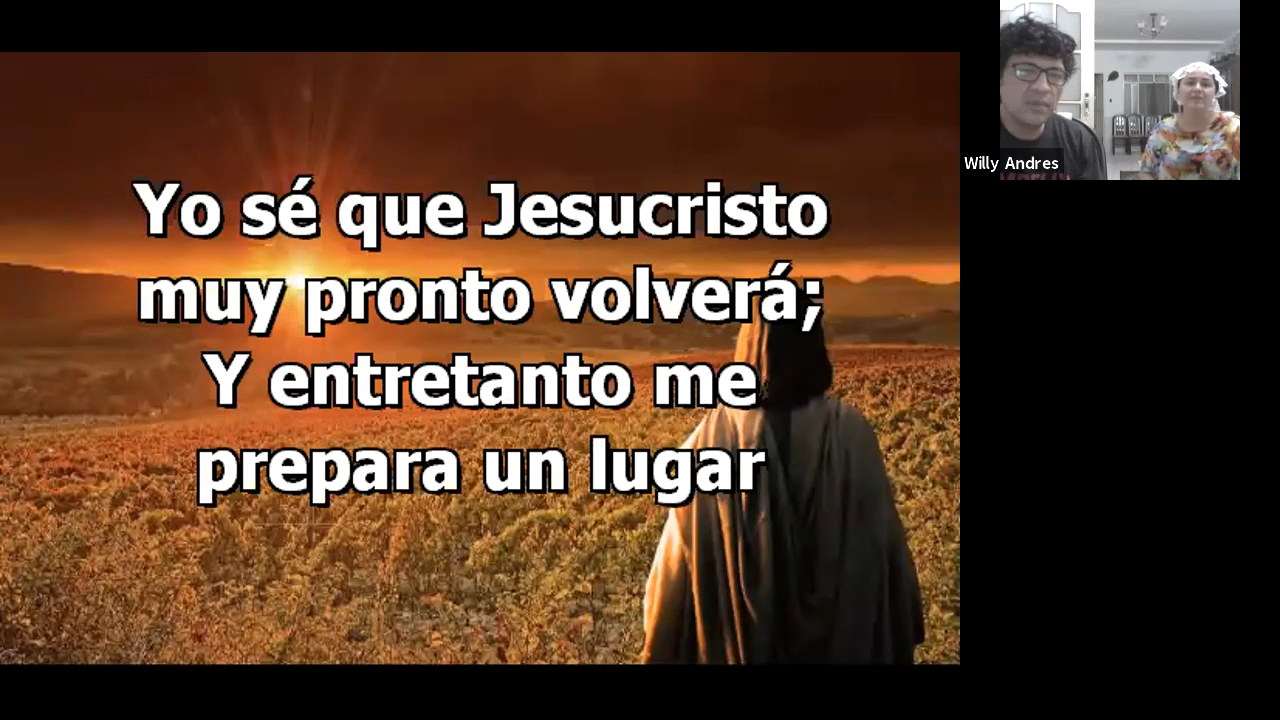 Yo sé que Jesucristo
muy pronto volverá;
Y entretanto me
prepara un lugar
Willy Andres